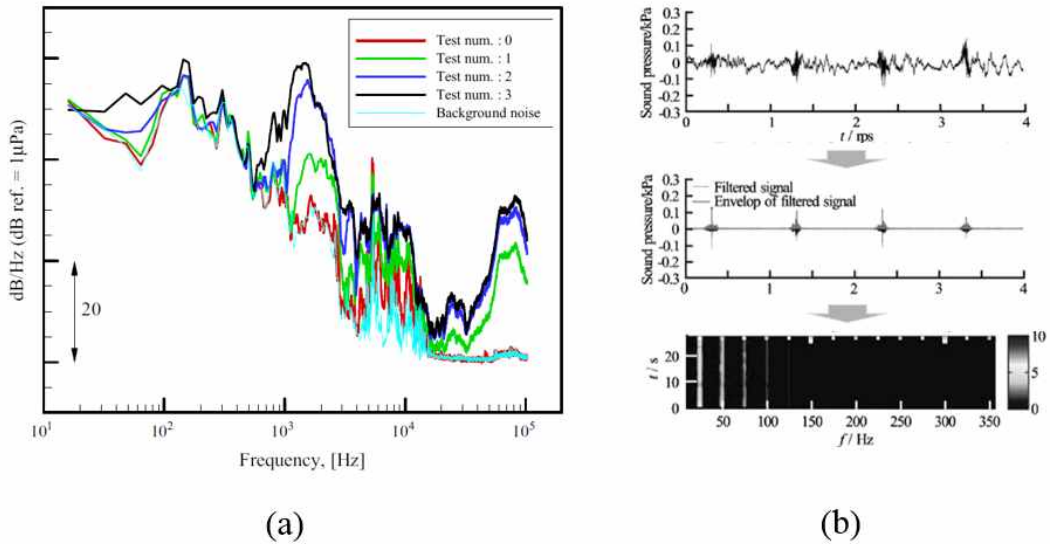 Test num. : 0
Test num. : 1
Test num. : 2
Test num. : 3
Background noise
dB/Hz (dB ref. = 1µPa)
20
10¹ 10² 10³ 10⁴ 10⁵
Frequency, [Hz]
(a)
Sound pressure/kPa
0.3
0.2
0.1
0
-0.1
-0.2
-0.3
0 1 2 3 4
t / rps
Filtered signal
Envelop of filtered signal
Sound pressure/kPa
0.3
0.2
0.1
0
-0.1
-0.2
-0.3
0 1 2 3 4
t / s
20
10
0
50 100 150 200 250 300 350
f / Hz
10
5
0
(b)